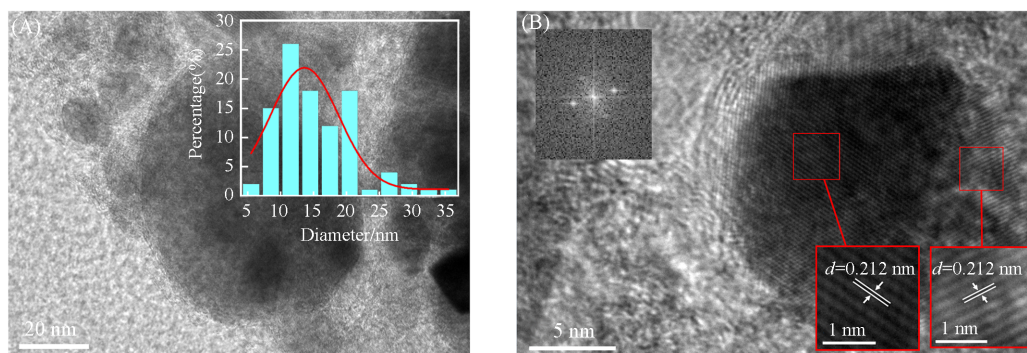 (A)
30
25
20
15
10
5
0
Percentage(%)
5 10 15 20 25 30 35
Diameter/nm
20 nm
(B)
d=0.212 nm
1 nm
d=0.212 nm
1 nm
5 nm